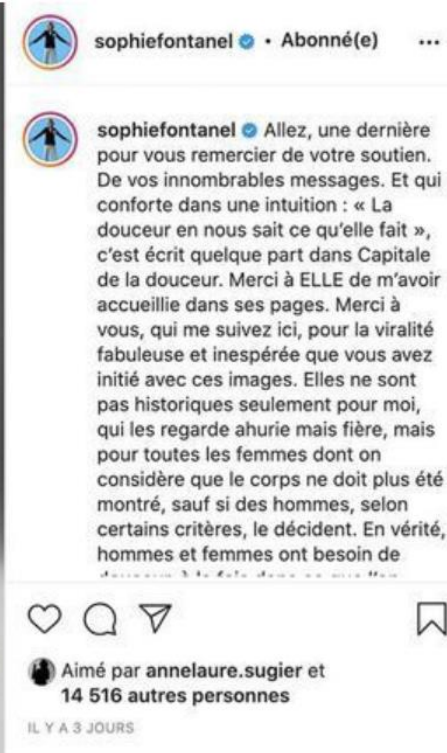 sophiefontanel • Abonné(e) ...
sophiefontanel Allez, une dernière
pour vous remercier de votre soutien.
De vos innombrables messages. Et qui
conforte dans une intuition : « La
douceur en nous sait ce qu'elle fait »,
c'est écrit quelque part dans Capitale
de la douceur. Merci à ELLE de m'avoir
accueillie dans ses pages. Merci à
vous, qui me suivez ici, pour la viralité
fabuleuse et inespérée que vous avez
initié avec ces images. Elles ne sont
pas historiques seulement pour moi,
qui les regarde ahurie mais fière, mais
pour toutes les femmes dont on
considère que le corps ne doit plus été
montré, sauf si des hommes, selon
certains critères, le décident. En vérité,
hommes et femmes ont besoin de
Aimé par annelaure.sugier et
14 516 autres personnes
IL Y A 3 JOURS